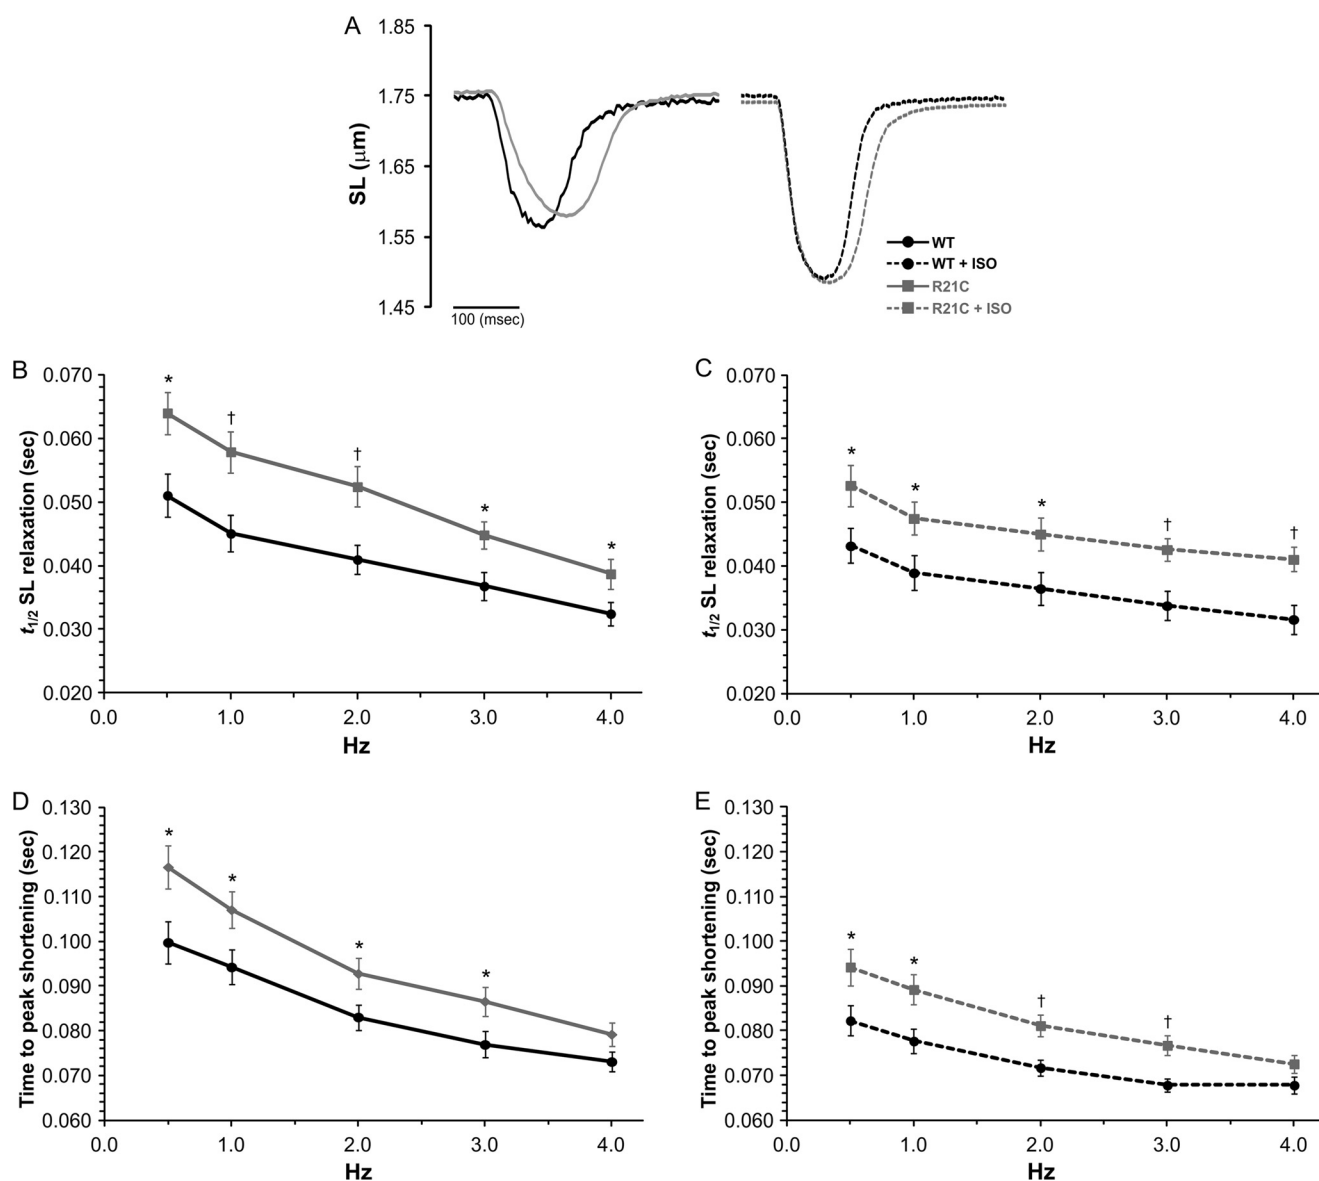 A
1.85
1.75
1.65
1.55
1.45
SL (μm)
100 (msec)
WT
WT + ISO
R21C
R21C + ISO
B
0.070
0.060
0.050
0.040
0.030
0.020
t1/2 SL relaxation (sec)
* † † * *
0.0 1.0 2.0 3.0 4.0
Hz
C
0.070
0.060
0.050
0.040
0.030
0.020
t1/2 SL relaxation (sec)
* * * † †
0.0 1.0 2.0 3.0 4.0
Hz
D
0.130
0.120
0.110
0.100
0.090
0.080
0.070
0.060
Time to peak shortening (sec)
* * * *
0.0 1.0 2.0 3.0 4.0
Hz
E
0.130
0.120
0.110
0.100
0.090
0.080
0.070
0.060
Time to peak shortening (sec)
* * † †
0.0 1.0 2.0 3.0 4.0
Hz